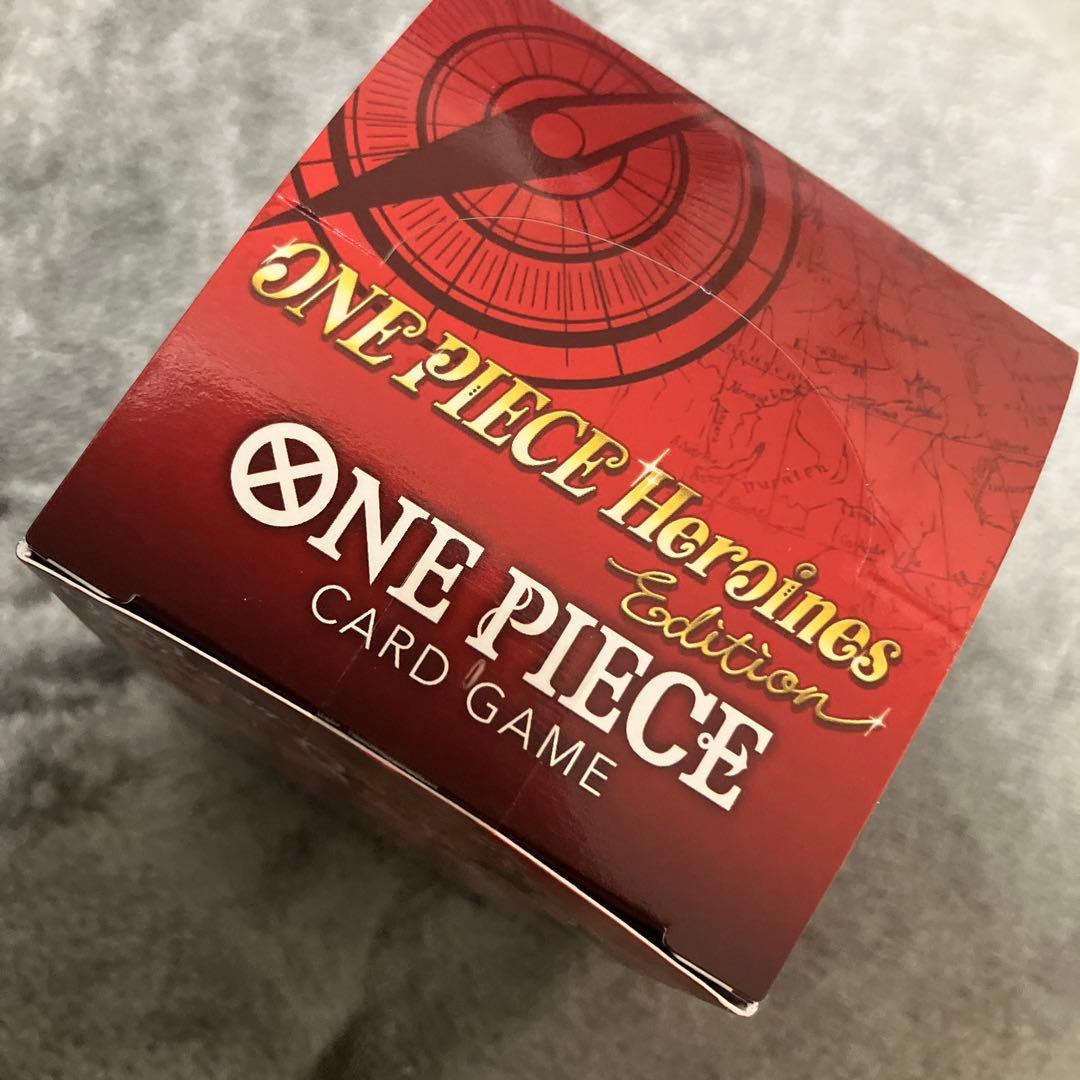 ONE PIECE Heroines
Edition
ONE PIECE
CARD GAME